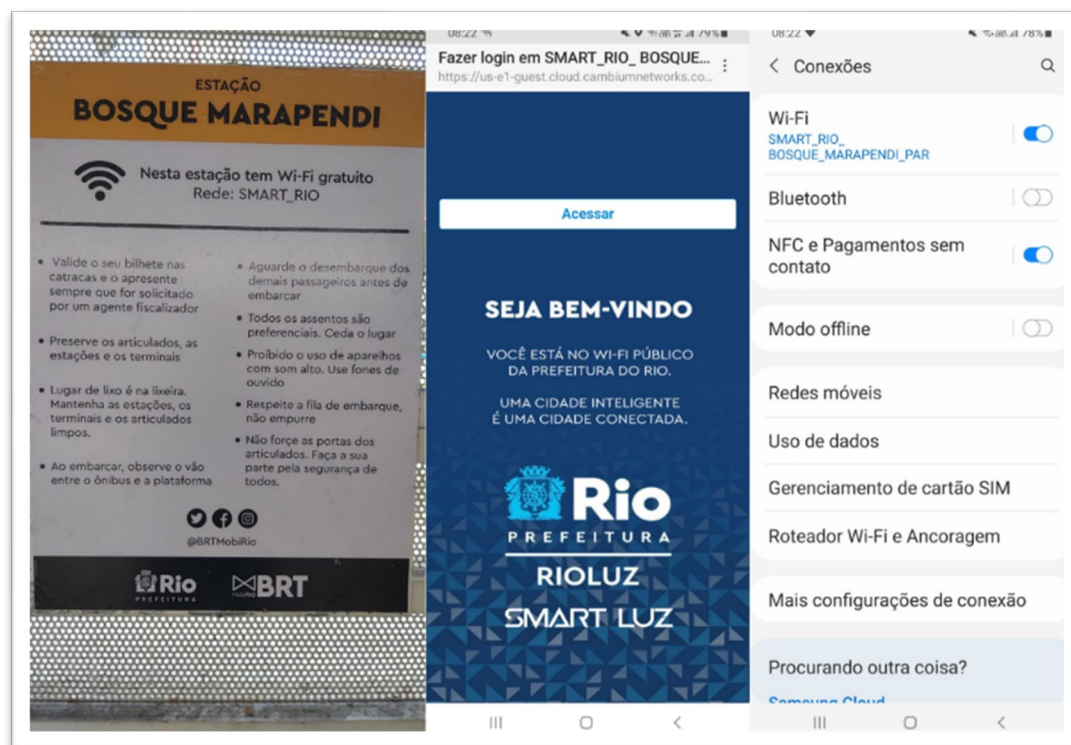 ESTAÇÃO
BOSQUE MARAPENDI
Nesta estação tem Wi-Fi gratuito
Rede: SMART_RIO
• Valide o seu bilhete nas
catracas e o apresente
sempre que for solicitado
por um agente fiscalizador
• Preserve os articulados, as
estações e os terminais
• Lugar de lixo é na lixeira.
Mantenha as estações, os
terminais e os articulados
limpos.
• Ao embarcar, observe o vão
entre o ônibus e a plataforma
• Aguarde o desembarque dos
demais passageiros antes de
embarcar
• Todos os assentos são
preferenciais. Ceda o lugar
• Proibido o uso de aparelhos
com som alto. Use fones de
ouvido
• Respeite a fila de embarque,
não empurre
• Não force as portas dos
articulados. Faça a sua
parte pela segurança de
todos.
@BRTMobiRio
Rio
PREFEITURA
BRT
08:22
79%
Fazer login em SMART_RIO_ BOSQUE...
https://us-e1-guest.cloud.cambiumnetworks.co...
Acessar
SEJA BEM-VINDO
VOCÊ ESTÁ NO WI-FI PÚBLICO
DA PREFEITURA DO RIO.
UMA CIDADE INTELIGENTE
É UMA CIDADE CONECTADA.
Rio
PREFEITURA
RIOLUZ
SMART LUZ
08:22
78%
Conexões
Wi-Fi
SMART_RIO_
BOSQUE_MARAPENDI_PAR
Bluetooth
NFC e Pagamentos sem
contato
Modo offline
Redes móveis
Uso de dados
Gerenciamento de cartão SIM
Roteador Wi-Fi e Ancoragem
Mais configurações de conexão
Procurando outra coisa?
Samsung Cloud